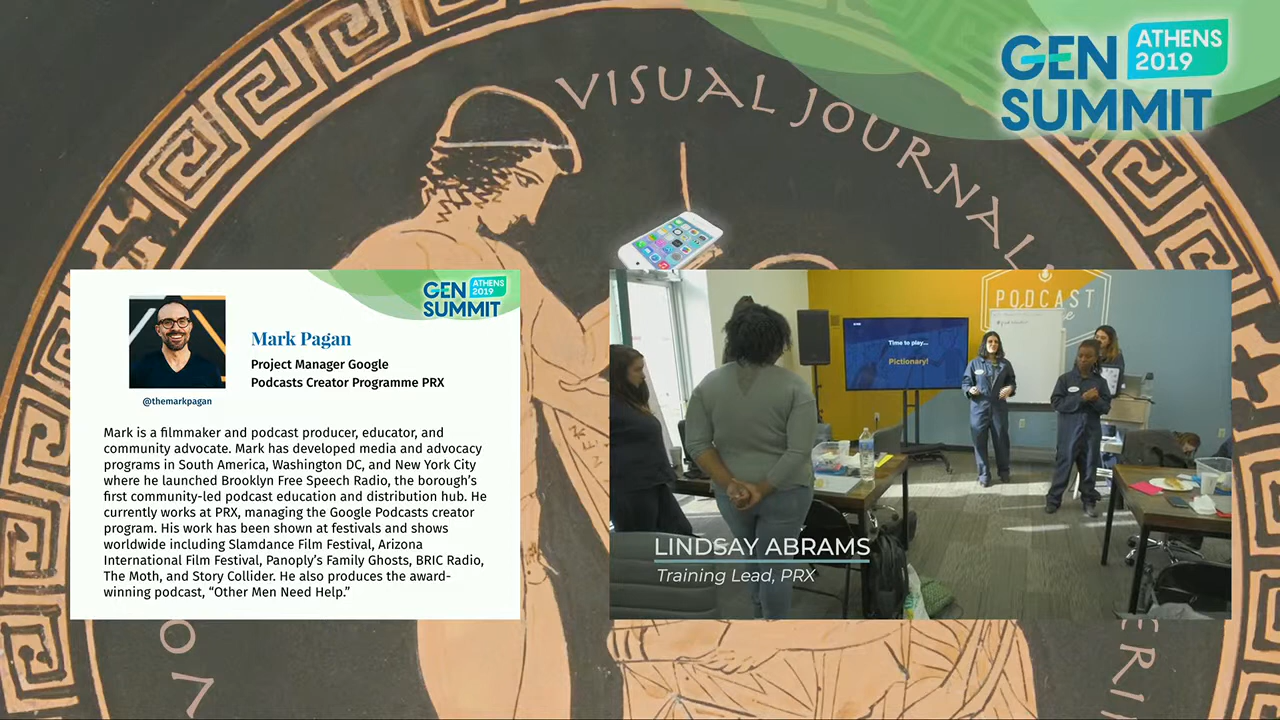 VISUAL JOURNAL
GEN
ATHENS
2019
SUMMIT
GEN
ATHENS
2019
SUMMIT
Mark Pagan
Project Manager Google
Podcasts Creator Programme PRX
@themarkpagan
Mark is a filmmaker and podcast producer, educator, and
community advocate. Mark has developed media and advocacy
programs in South America, Washington DC, and New York City
where he launched Brooklyn Free Speech Radio, the borough's
first community-led podcast education and distribution hub. He
currently works at PRX, managing the Google Podcasts creator
program. His work has been shown at festivals and shows
worldwide including Slamdance Film Festival, Arizona
International Film Festival, Panoply's Family Ghosts, BRIC Radio,
The Moth, and Story Collider. He also produces the award-
winning podcast, “Other Men Need Help.”
PODCAST
Time to play...
Pictionary!
LINDSAY ABRAMS
Training Lead, PRX